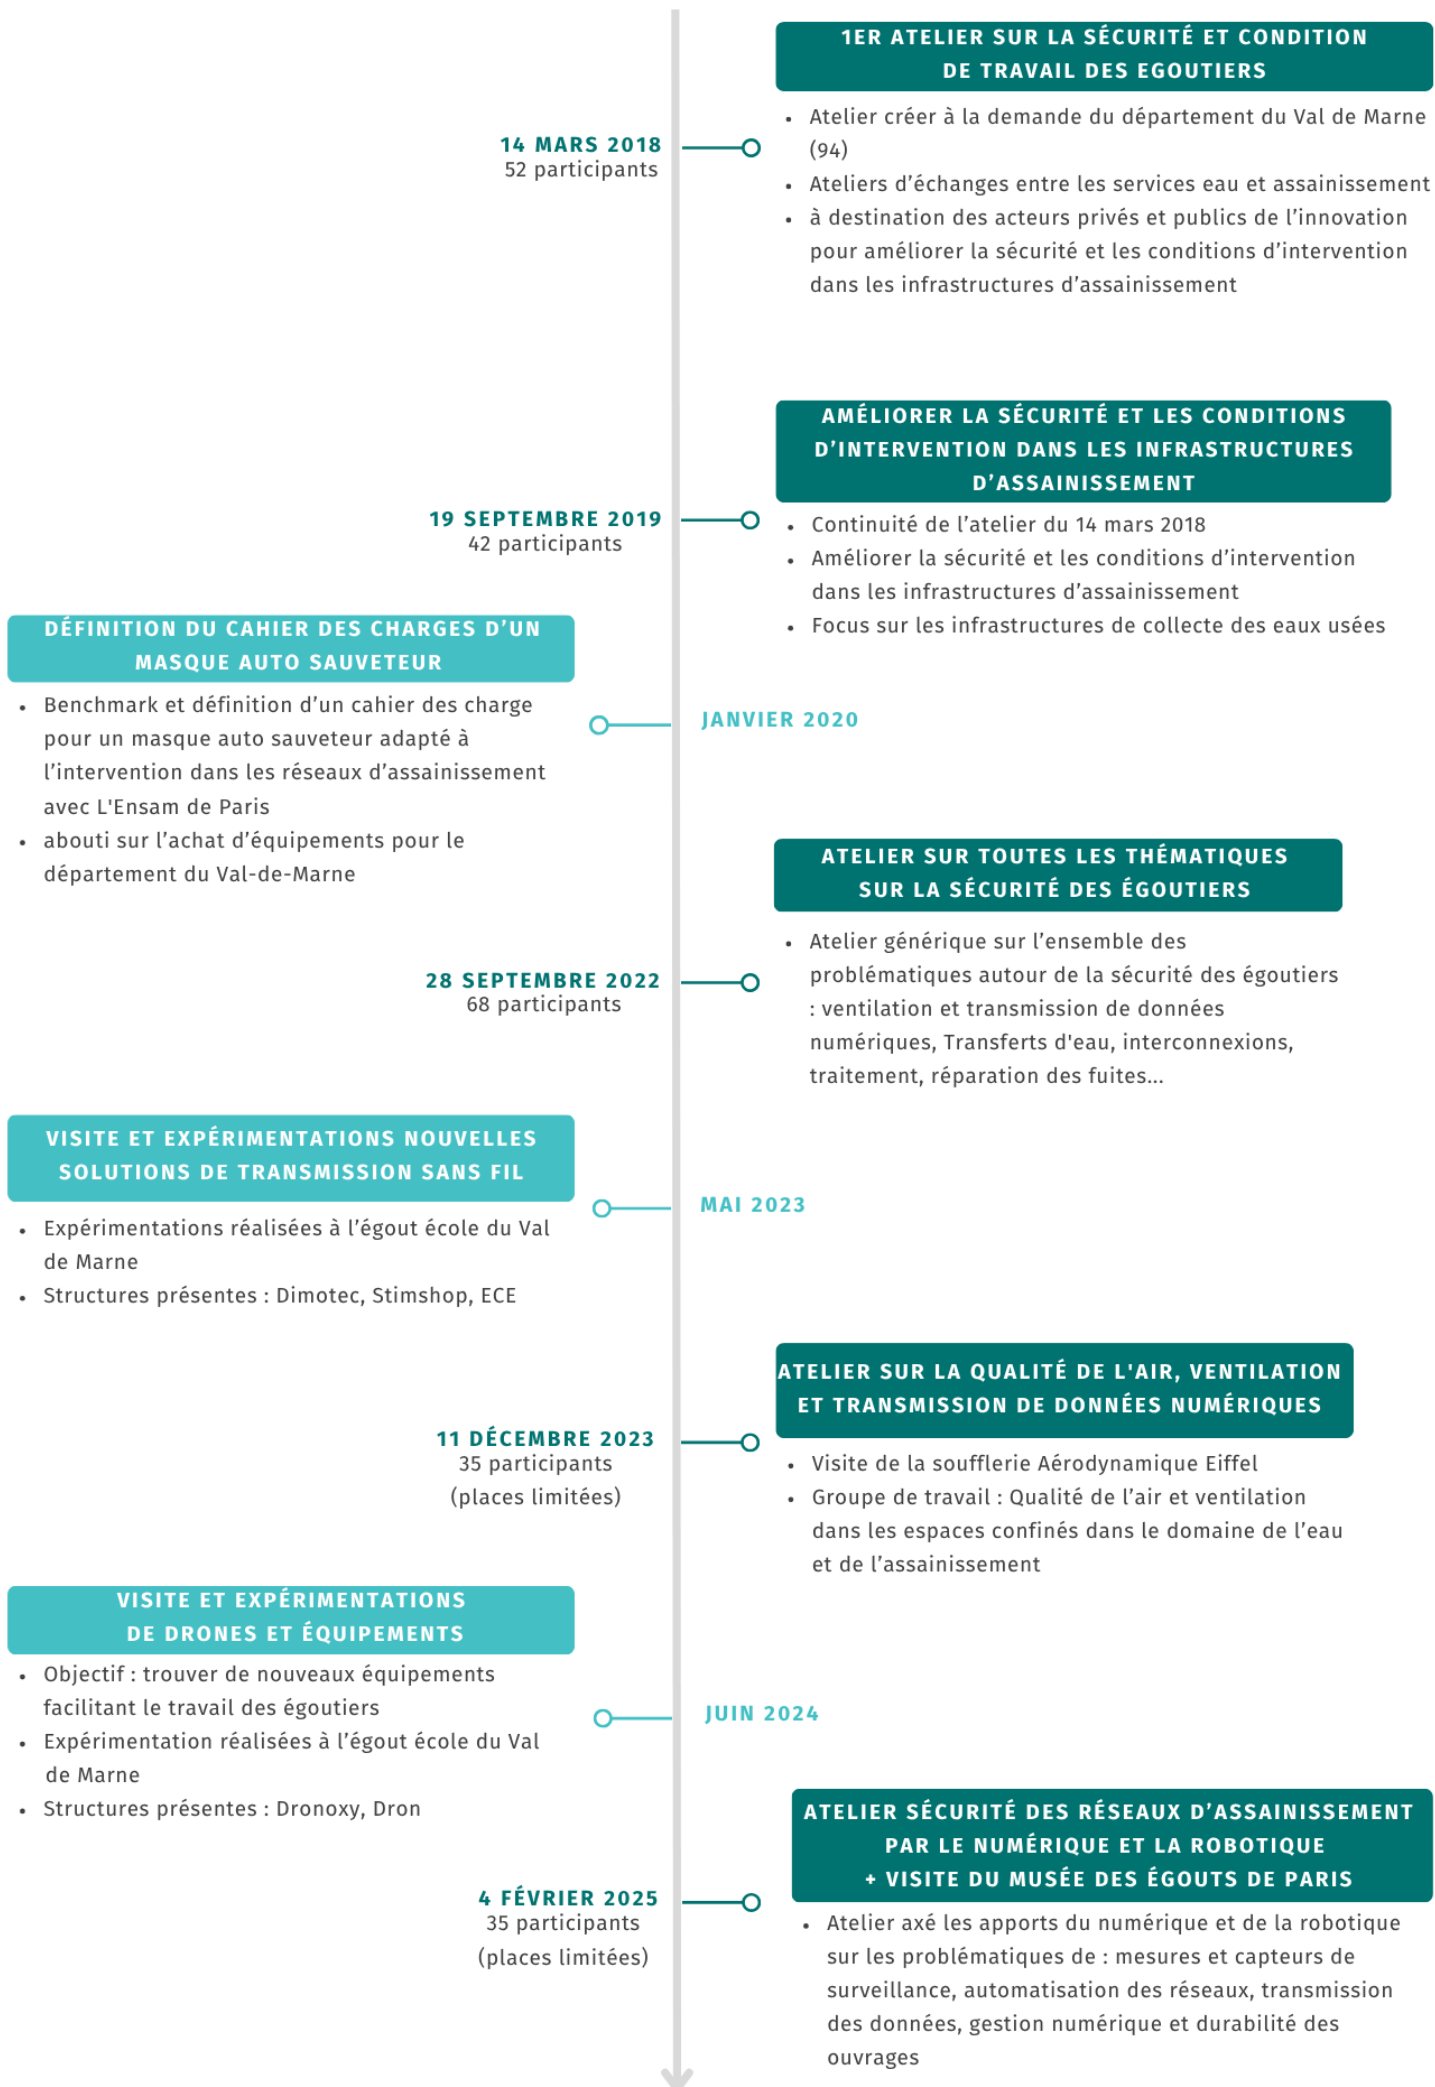 1ER ATELIER SUR LA SÉCURITÉ ET CONDITION
DE TRAVAIL DES EGOUTIERS
14 MARS 2018
52 participants
• Atelier créer à la demande du département du Val de Marne
(94)
• Ateliers d’échanges entre les services eau et assainissement
• à destination des acteurs privés et publics de l’innovation
pour améliorer la sécurité et les conditions d’intervention
dans les infrastructures d’assainissement
AMÉLIORER LA SÉCURITÉ ET LES CONDITIONS
D’INTERVENTION DANS LES INFRASTRUCTURES
D’ASSAINISSEMENT
19 SEPTEMBRE 2019
42 participants
• Continuité de l’atelier du 14 mars 2018
• Améliorer la sécurité et les conditions d’intervention
dans les infrastructures d’assainissement
• Focus sur les infrastructures de collecte des eaux usées
DÉFINITION DU CAHIER DES CHARGES D’UN
MASQUE AUTO SAUVETEUR
JANVIER 2020
• Benchmark et définition d’un cahier des charge
pour un masque auto sauveteur adapté à
l’intervention dans les réseaux d’assainissement
avec L'Ensam de Paris
• abouti sur l’achat d’équipements pour le
département du Val-de-Marne
ATELIER SUR TOUTES LES THÉMATIQUES
SUR LA SÉCURITÉ DES ÉGOUTIERS
28 SEPTEMBRE 2022
68 participants
• Atelier générique sur l’ensemble des
problématiques autour de la sécurité des égoutiers
: ventilation et transmission de données
numériques, Transferts d'eau, interconnexions,
traitement, réparation des fuites...
VISITE ET EXPÉRIMENTATIONS NOUVELLES
SOLUTIONS DE TRANSMISSION SANS FIL
MAI 2023
• Expérimentations réalisées à l’égout école du Val
de Marne
• Structures présentes : Dimotec, Stimshop, ECE
ATELIER SUR LA QUALITÉ DE L'AIR, VENTILATION
ET TRANSMISSION DE DONNÉES NUMÉRIQUES
11 DÉCEMBRE 2023
35 participants
(places limitées)
• Visite de la soufflerie Aérodynamique Eiffel
• Groupe de travail : Qualité de l’air et ventilation
dans les espaces confinés dans le domaine de l’eau
et de l’assainissement
VISITE ET EXPÉRIMENTATIONS
DE DRONES ET ÉQUIPEMENTS
JUIN 2024
• Objectif : trouver de nouveaux équipements
facilitant le travail des égoutiers
• Expérimentation réalisées à l’égout école du Val
de Marne
• Structures présentes : Dronoxy, Dron
ATELIER SÉCURITÉ DES RÉSEAUX D’ASSAINISSEMENT
PAR LE NUMÉRIQUE ET LA ROBOTIQUE
+ VISITE DU MUSÉE DES ÉGOUTS DE PARIS
4 FÉVRIER 2025
35 participants
(places limitées)
• Atelier axé les apports du numérique et de la robotique
sur les problématiques de : mesures et capteurs de
surveillance, automatisation des réseaux, transmission
des données, gestion numérique et durabilité des
ouvrages